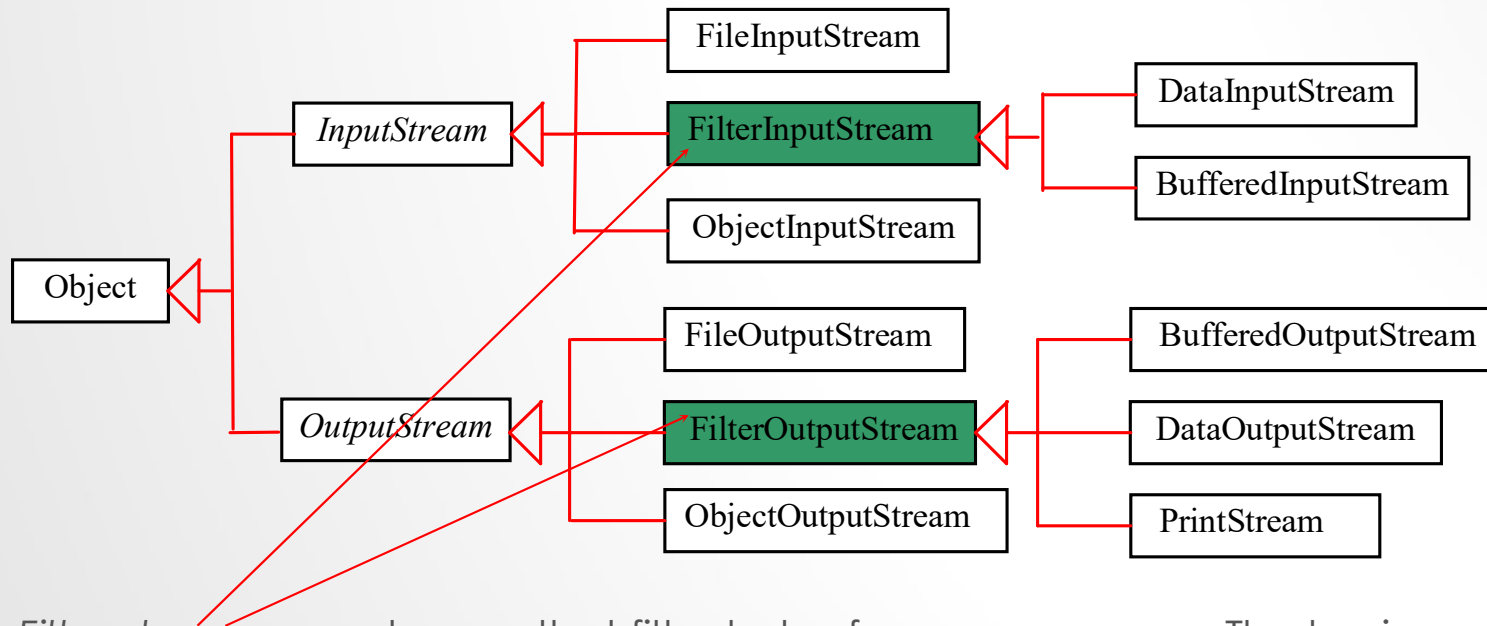 FileInputStream
DataInputStream
InputStream
FilterInputStream
BufferedInputStream
ObjectInputStream
Object
FileOutputStream
BufferedOutputStream
OutputStream
FilterOutputStream
DataOutputStream
ObjectOutputStream
PrintStream